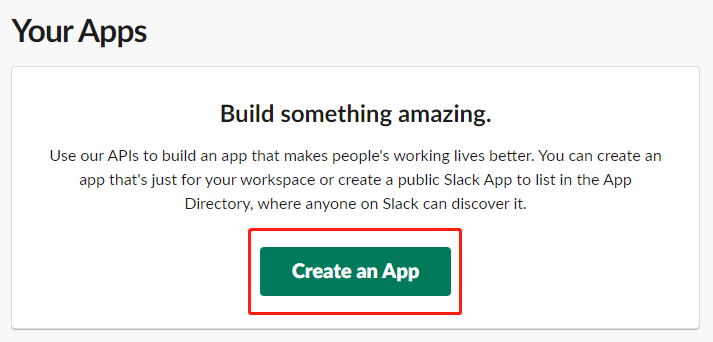 Your Apps
Build something amazing.
Use our APIs to build an app that makes people's working lives better. You can create an
app that's just for your workspace or create a public Slack App to list in the App
Directory, where anyone on Slack can discover it.
Create an App